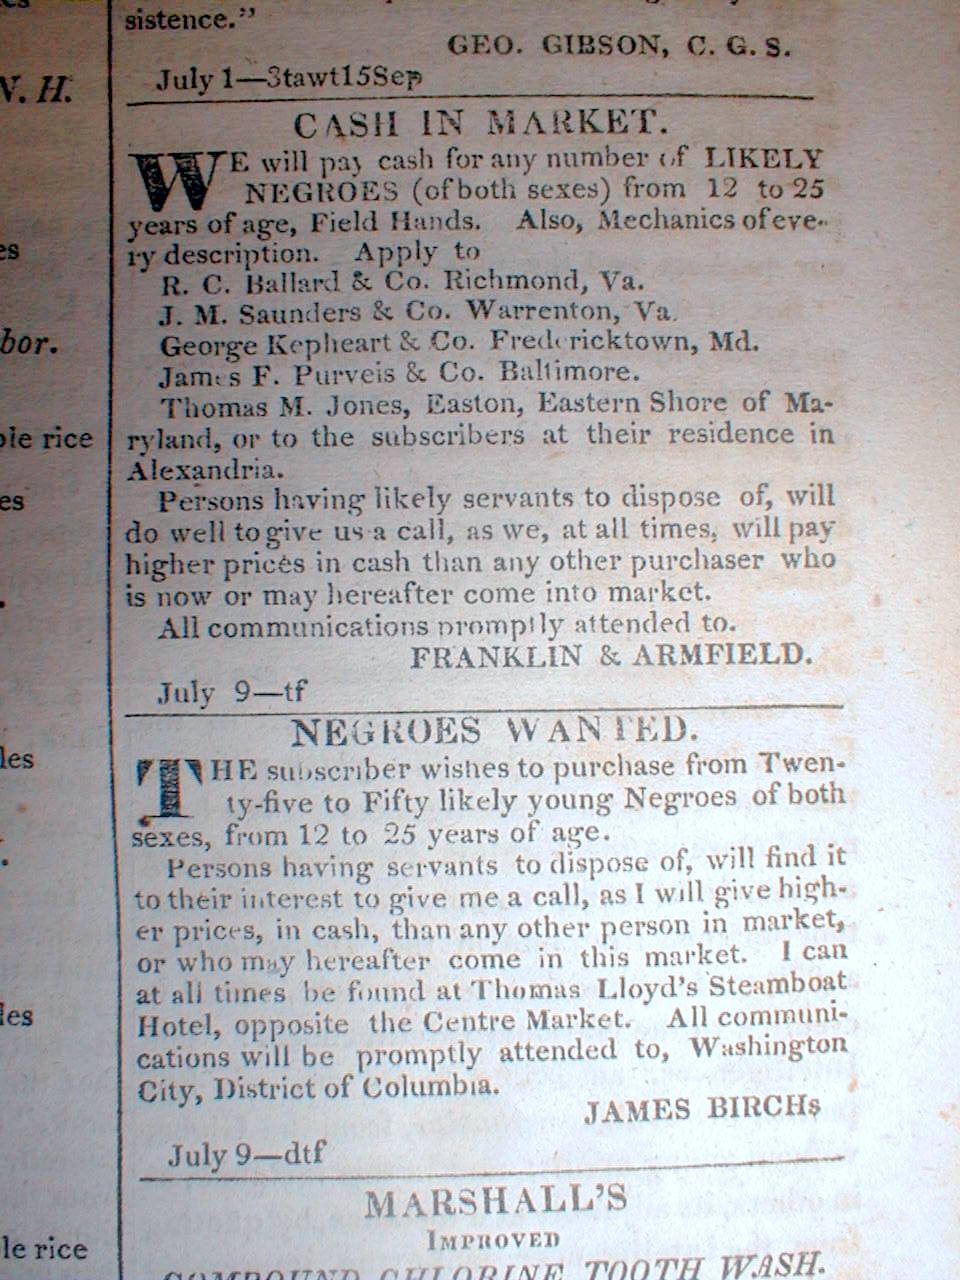 sistence."
GEO. GIBSON, C. G. S.
July 1—3tawt15Sep
CASH IN MARKET.
WE will pay cash for any number of LIKELY
NEGROES (of both sexes) from 12 to 25
years of age, Field Hands. Also, Mechanics of eve-
ry description. Apply to
R. C. Ballard & Co. Richmond, Va.
J. M. Saunders & Co. Warrenton, Va.
George Kepheart & Co. Fredericktown, Md.
James F. Purveis & Co. Baltimore.
Thomas M. Jones, Easton, Eastern Shore of Ma-
ryland, or to the subscribers at their residence in
Alexandria.
Persons having likely servants to dispose of, will
do well to give us a call, as we, at all times, will pay
higher prices in cash than any other purchaser who
is now or may hereafter come into market.
All communications promptly attended to.
FRANKLIN & ARMFIELD.
July 9—tf
NEGROES WANTED.
THE subscriber wishes to purchase from Twen-
ty-five to Fifty likely young Negroes of both
sexes, from 12 to 25 years of age.
Persons having servants to dispose of, will find it
to their interest to give me a call, as I will give high-
er prices, in cash, than any other person in market,
or who may hereafter come in this market. I can
at all times be found at Thomas Lloyd's Steamboat
Hotel, opposite the Centre Market. All communi-
cations will be promptly attended to, Washington
City, District of Columbia.
JAMES BIRCHs
July 9—dtf
MARSHALL'S
IMPROVED
COMPOUND CHLORINE TOOTH WASH.
N. H.
es
bor.
ole rice
es
les
les
le rice